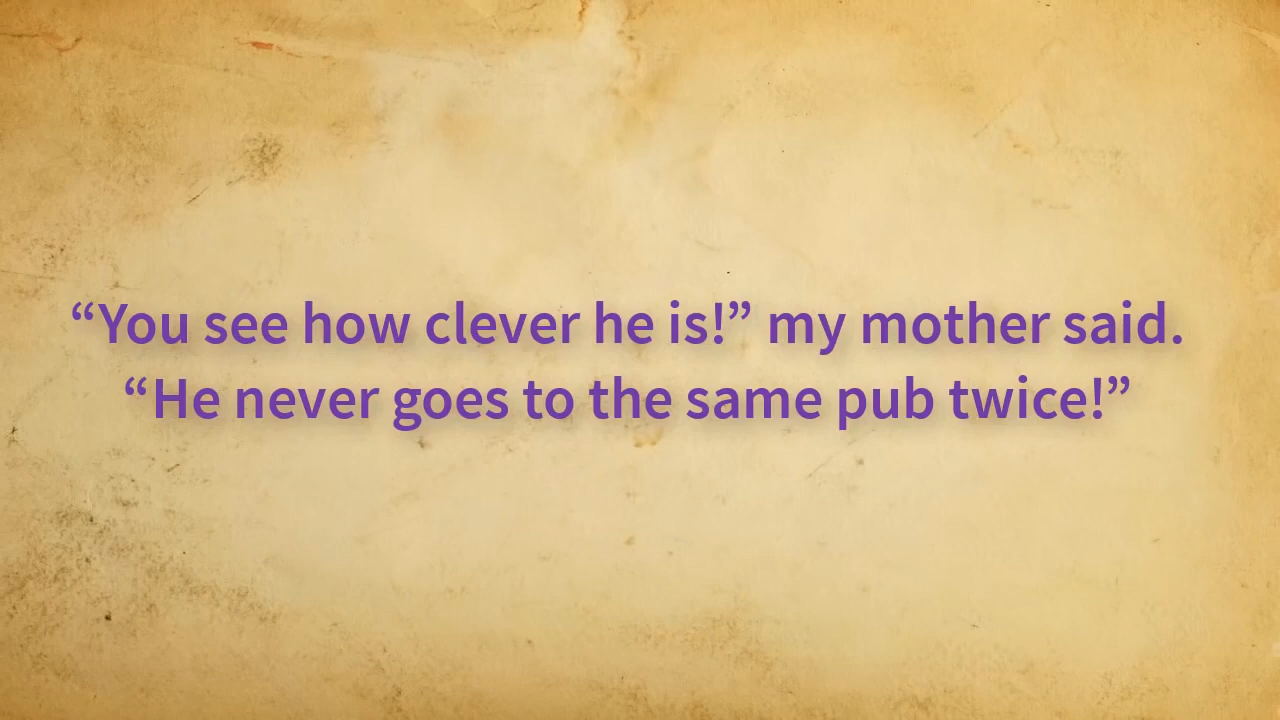 “You see how clever he is!” my mother said.
“He never goes to the same pub twice!”